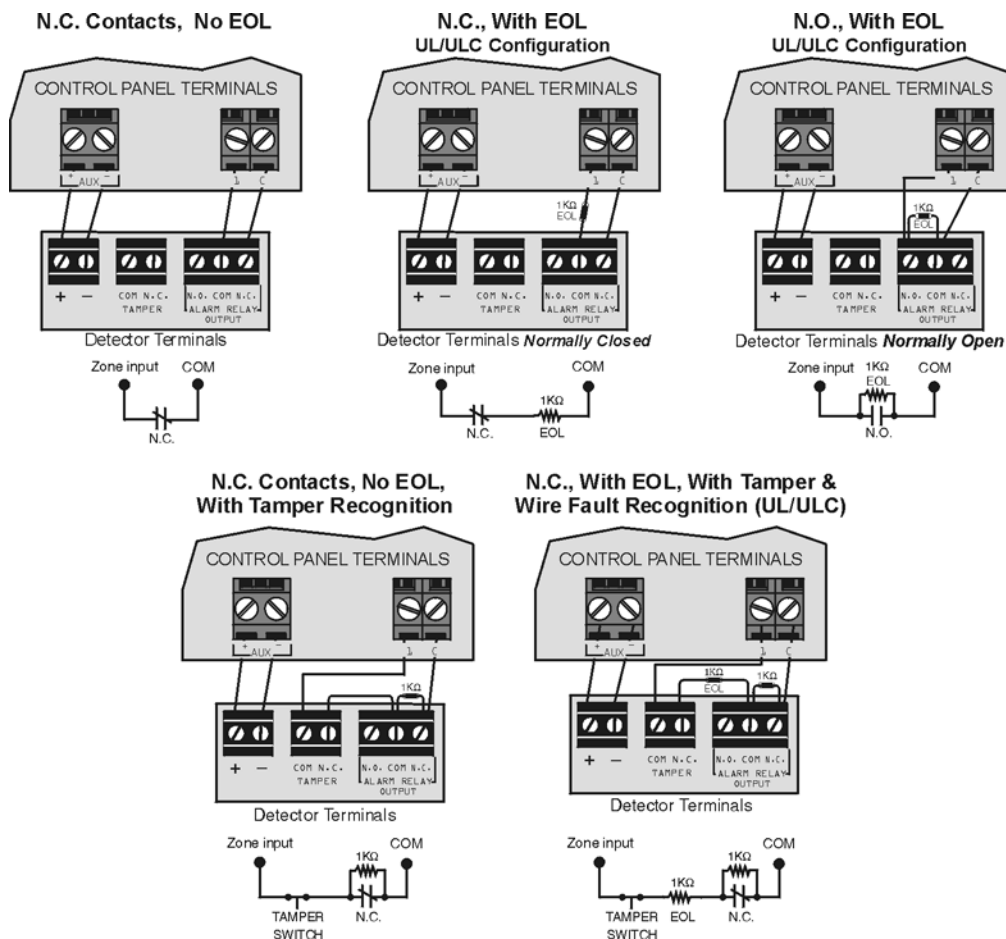 N.C. Contacts, No EOL
CONTROL PANEL TERMINALS
+ AUX -
1 C
+ -
COM N.C.
TAMPER
N.O. COM N.C.
ALARM RELAY
OUTPUT
Detector Terminals
Zone input COM
N.C.
N.C., With EOL
UL/ULC Configuration
CONTROL PANEL TERMINALS
+ AUX -
1 C
1KΩ
EOL
+ -
COM N.C.
TAMPER
N.O. COM N.C.
ALARM RELAY
OUTPUT
Detector Terminals Normally Closed
Zone input COM
1KΩ
N.C. EOL
N.O., With EOL
UL/ULC Configuration
CONTROL PANEL TERMINALS
+ AUX -
1 C
1KΩ
EOL
+ -
COM N.C.
TAMPER
N.O. COM N.C.
ALARM RELAY
OUTPUT
Detector Terminals Normally Open
Zone input COM
1KΩ
EOL
N.O.
N.C. Contacts, No EOL,
With Tamper Recognition
CONTROL PANEL TERMINALS
+ AUX -
1 C
1KΩ
+ -
COM N.C.
TAMPER
N.O. COM N.C.
ALARM RELAY
OUTPUT
Detector Terminals
Zone input COM
1KΩ
TAMPER
SWITCH
N.C.
N.C., With EOL, With Tamper &
Wire Fault Recognition (UL/ULC)
CONTROL PANEL TERMINALS
+ AUX -
1 C
1KΩ
EOL
1KΩ
+ -
COM N.C.
TAMPER
N.O. COM N.C.
ALARM RELAY
OUTPUT
Detector Terminals
Zone input COM
1KΩ
1KΩ
TAMPER
SWITCH
EOL
N.C.